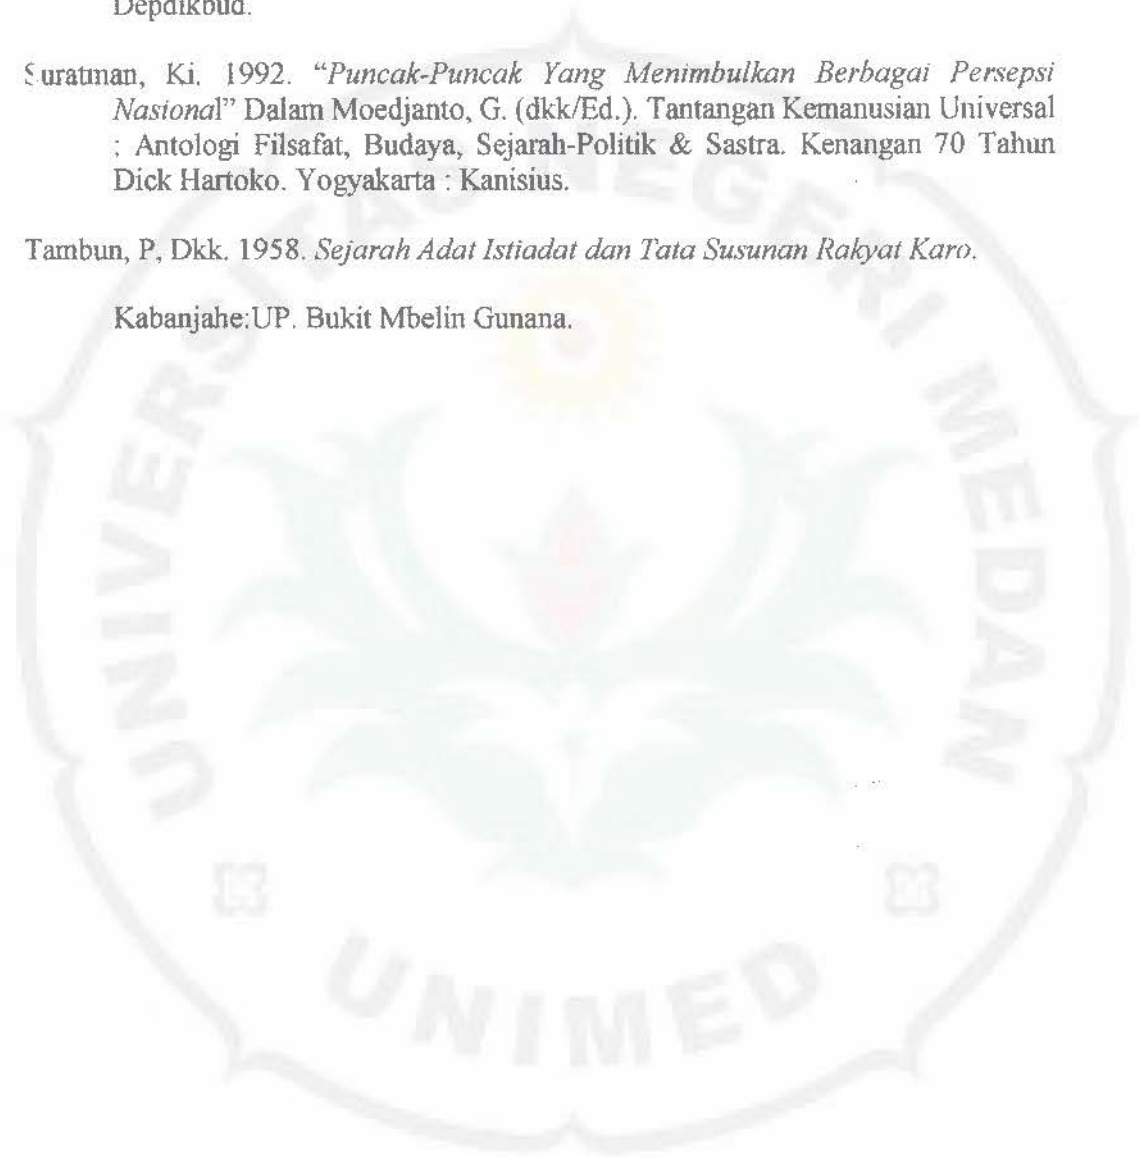 Depdikbud.
Suratman, Ki. 1992. “Puncak-Puncak Yang Menimbulkan Berbagai Persepsi
Nasional” Dalam Moedjanto, G. (dkk/Ed.). Tantangan Kemanusian Universal
: Antologi Filsafat, Budaya, Sejarah-Politik & Sastra. Kenangan 70 Tahun
Dick Hartoko. Yogyakarta : Kanisius.
Tambun, P, Dkk. 1958. Sejarah Adat Istiadat dan Tata Susunan Rakyat Karo.
Kabanjahe:UP. Bukit Mbelin Gunana.
UNIVERSITAS NEGERI MEDAN
UNIMED